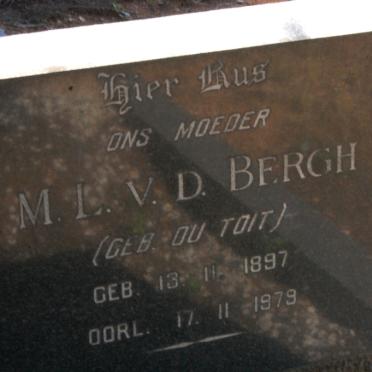 Hier Rus
ONS MOEDER
M. L. V. D. BERGH
(GEB. DU TOIT)
GEB. 13. 11. 1897
OORL. 17. 11 1979